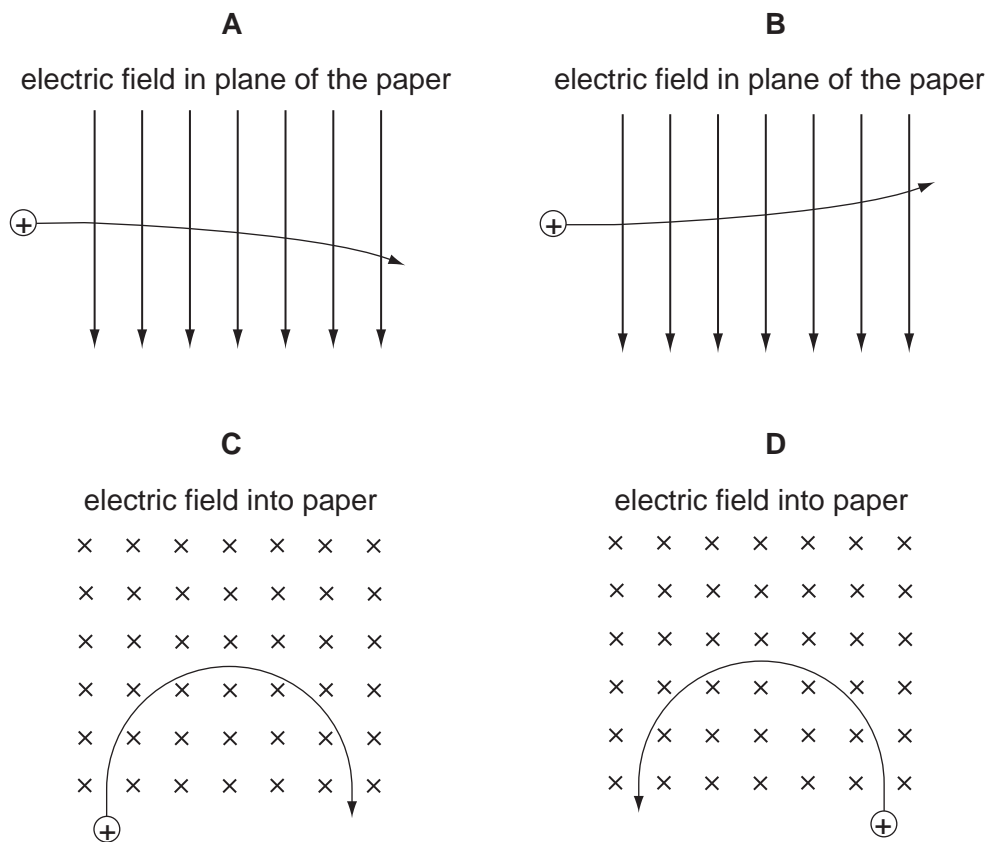 A
electric field in plane of the paper
+
B
electric field in plane of the paper
+
C
electric field into paper
+
D
electric field into paper
+